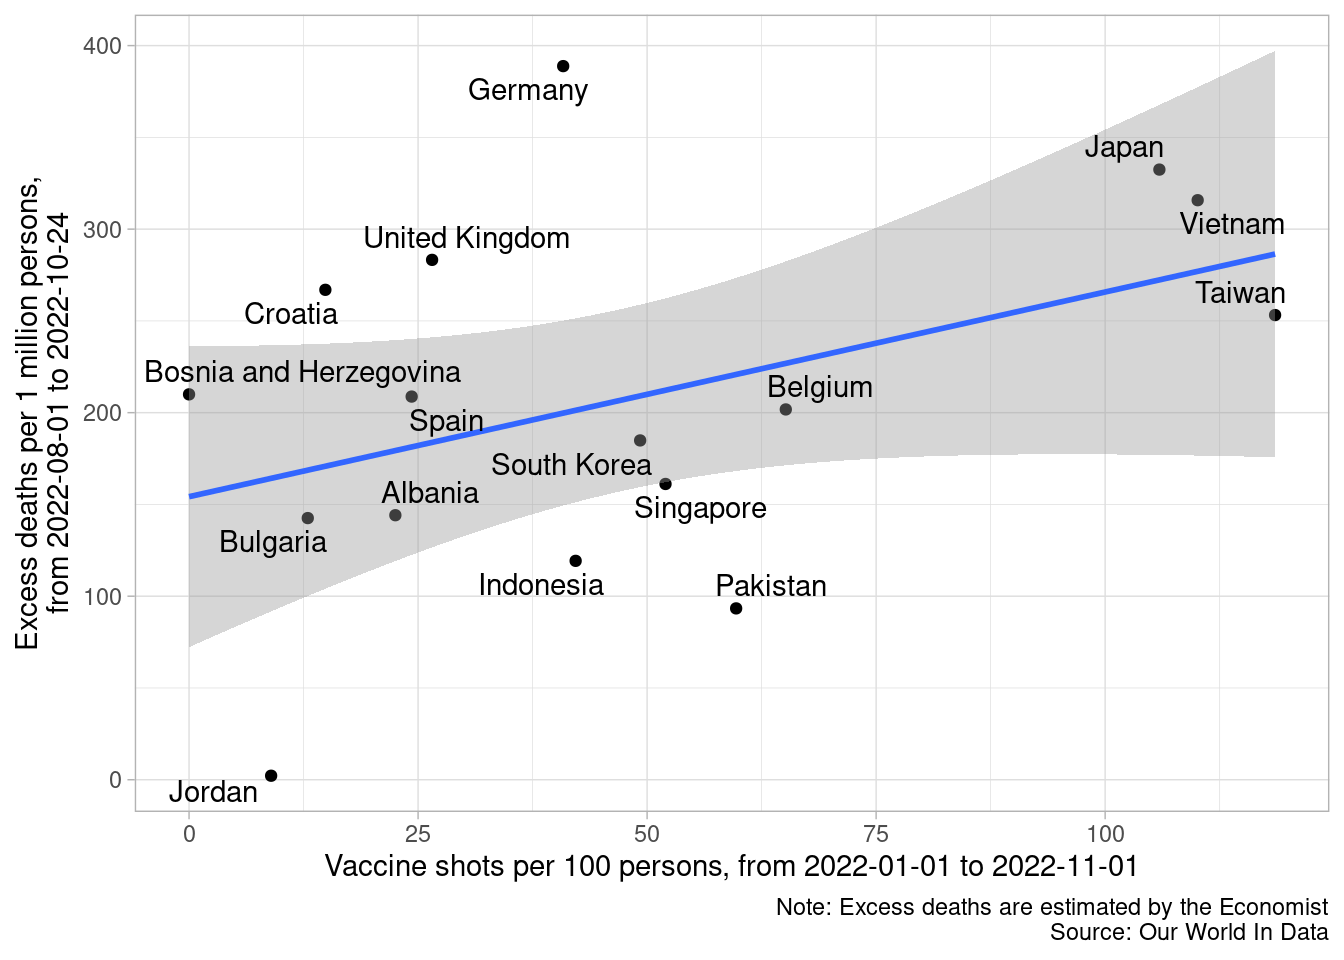 Excess deaths per 1 million persons,
from 2022-08-01 to 2022-10-24
400
300
200
100
0
Germany
Japan
Vietnam
United Kingdom
Taiwan
Croatia
Bosnia and Herzegovina
Belgium
Spain
South Korea
Albania
Singapore
Bulgaria
Indonesia
Pakistan
Jordan
0 25 50 75 100
Vaccine shots per 100 persons, from 2022-01-01 to 2022-11-01
Note: Excess deaths are estimated by the Economist
Source: Our World In Data